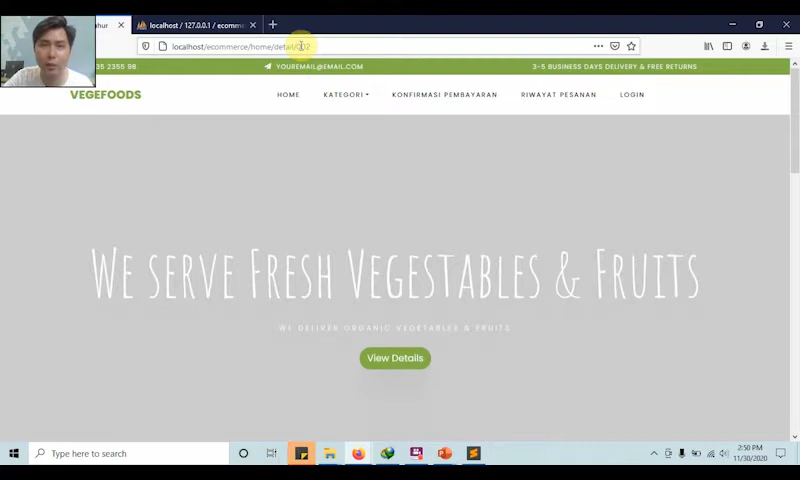 localhost / 127.0.0.1 / ecommerce
localhost/ecommerce/home/detail/002
35 2355 98
YOUREMAIL@EMAIL.COM
3-5 BUSINESS DAYS DELIVERY & FREE RETURNS
VEGEFOODS
HOME
KATEGORI
KONFIRMASI PEMBAYARAN
RIWAYAT PESANAN
LOGIN
WE SERVE FRESH VEGESTABLES & FRUITS
WE DELIVER ORGANIC VEGETABLES & FRUITS
View Details
Type here to search
2:50 PM
11/30/2020